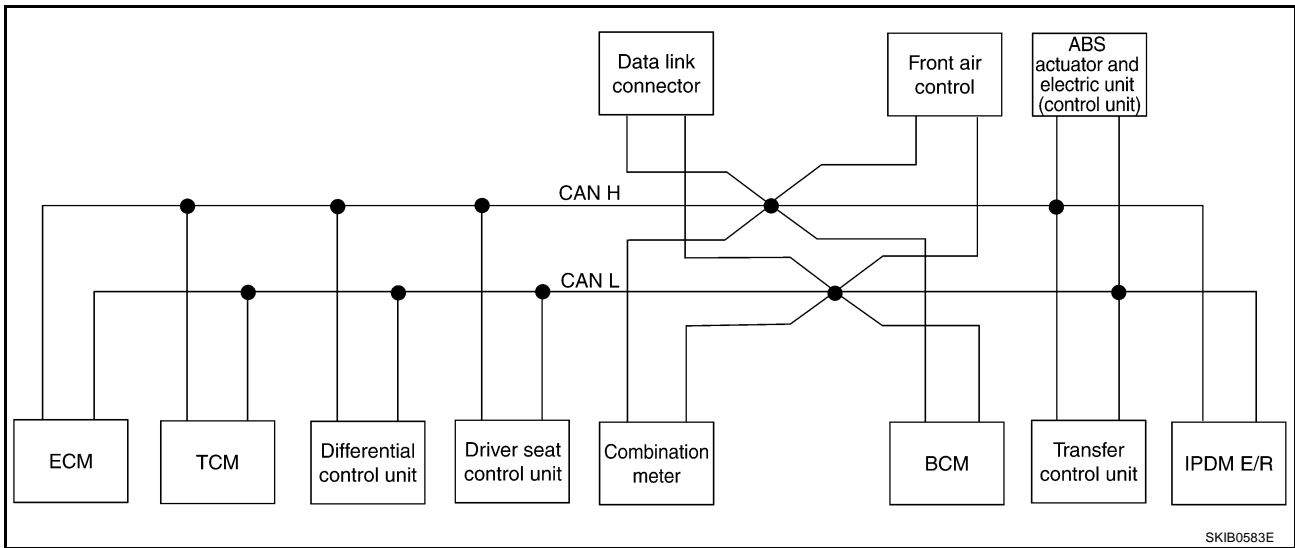 Data link
connector
Front air
control
ABS
actuator and
electric unit
(control unit)
CAN H
CAN L
ECM
TCM
Differential
control unit
Driver seat
control unit
Combination
meter
BCM
Transfer
control unit
IPDM E/R
SKIB0583E